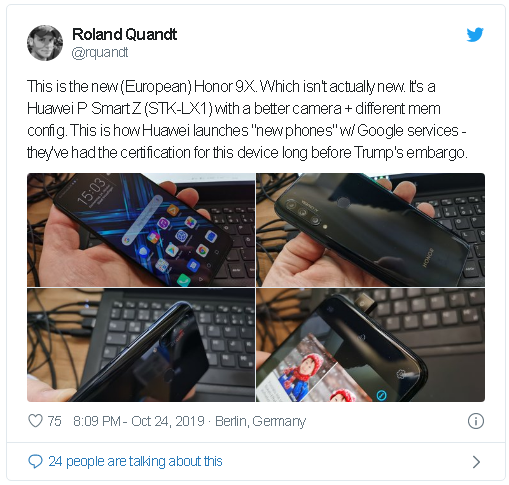 Roland Quandt
@rquandt
This is the new (European) Honor 9X. Which isn't actually new. It's a
Huawei P Smart Z (STK-LX1) with a better camera + different mem
config. This is how Huawei launches "new phones" w/ Google services -
they've had the certification for this device long before Trump's embargo.
15:03
HONOR
75 8:09 PM - Oct 24, 2019 · Berlin, Germany
24 people are talking about this